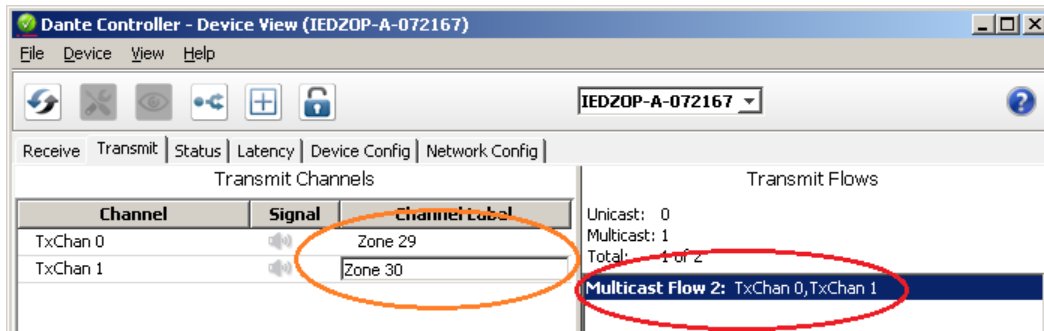 Dante Controller - Device View (IEDZOP-A-072167)
File Device View Help
IEDZOP-A-072167
Receive Transmit Status Latency Device Config Network Config
Transmit Channels
Channel Signal Channel Label
TxChan 0 Zone 29
TxChan 1 Zone 30
Transmit Flows
Unicast: 0
Multicast: 1
Total: 1 of 2
Multicast Flow 2: TxChan 0,TxChan 1